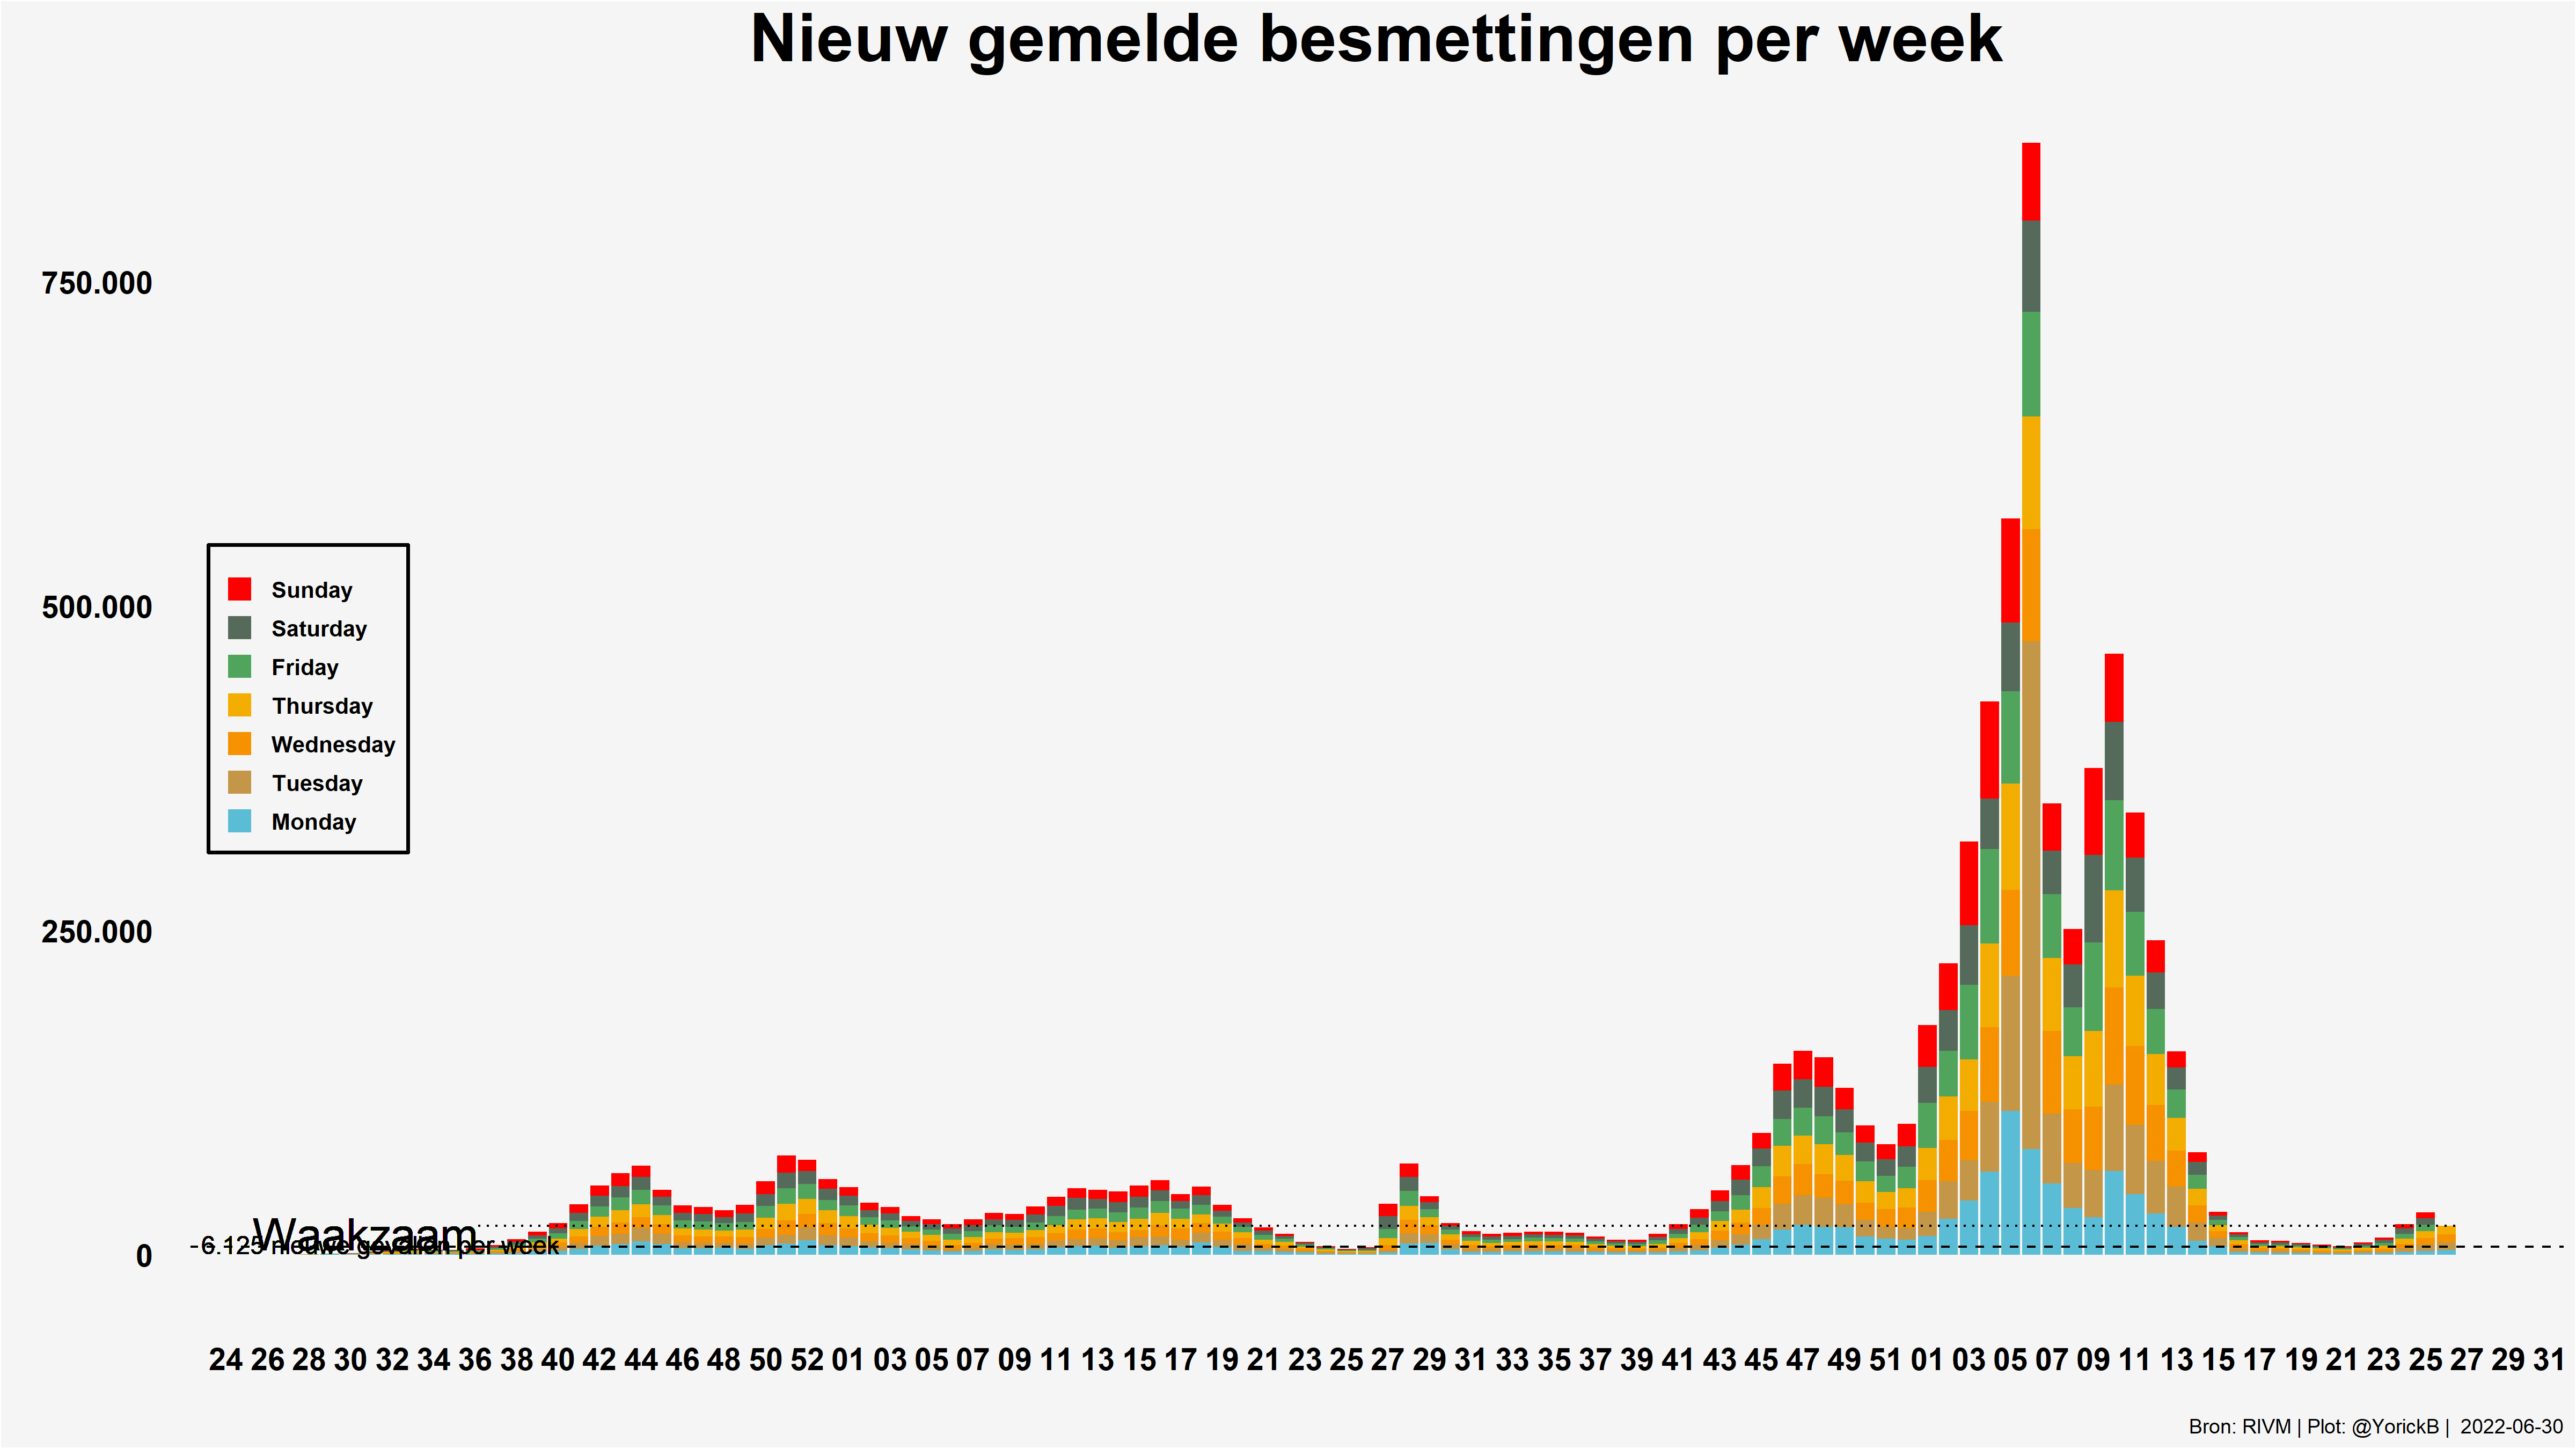 Nieuw gemelde besmettingen per week
750.000
500.000
250.000
0
Sunday
Saturday
Friday
Thursday
Wednesday
Tuesday
Monday
Waakzaam
6.125 nieuwe gevallen per week
24 26 28 30 32 34 36 38 40 42 44 46 48 50 52 01 03 05 07 09 11 13 15 17 19 21 23 25 27 29 31 33 35 37 39 41 43 45 47 49 51 01 03 05 07 09 11 13 15 17 19 21 23 25 27 29 31
Bron: RIVM | Plot: @YorickB | 2022-06-30